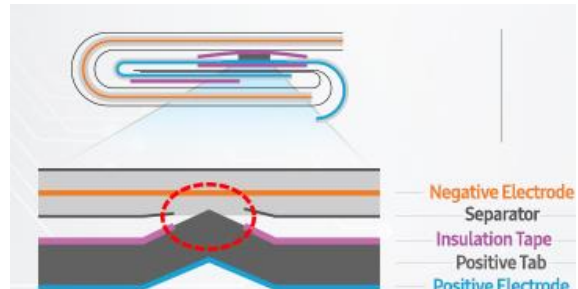 Negative Electrode
Separator
Insulation Tape
Positive Tab
Positive Electrode